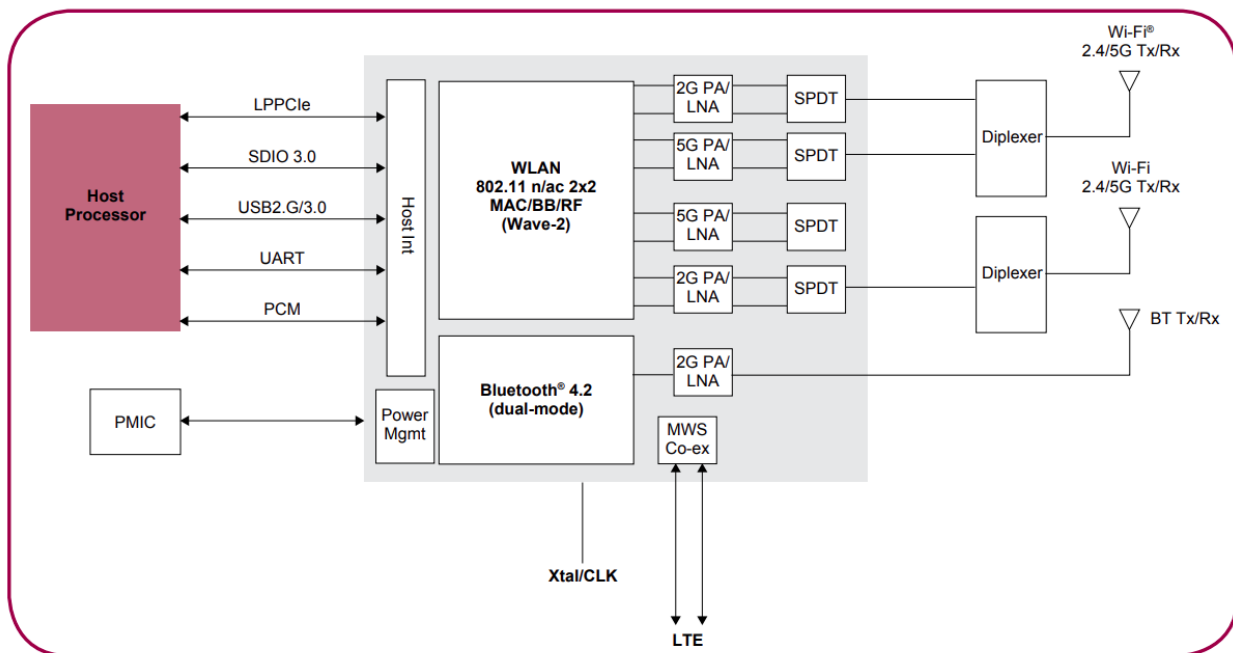 Wi-Fi®
2.4/5G Tx/Rx
LPPCIe
SDIO 3.0
USB2.G/3.0
UART
PCM
Host
Processor
Host Int
WLAN
802.11 n/ac 2x2
MAC/BB/RF
(Wave-2)
2G PA/
LNA
SPDT
5G PA/
LNA
SPDT
5G PA/
LNA
SPDT
2G PA/
LNA
SPDT
Diplexer
Wi-Fi
2.4/5G Tx/Rx
Diplexer
BT Tx/Rx
PMIC
Power
Mgmt
Bluetooth® 4.2
(dual-mode)
2G PA/
LNA
MWS
Co-ex
Xtal/CLK
LTE